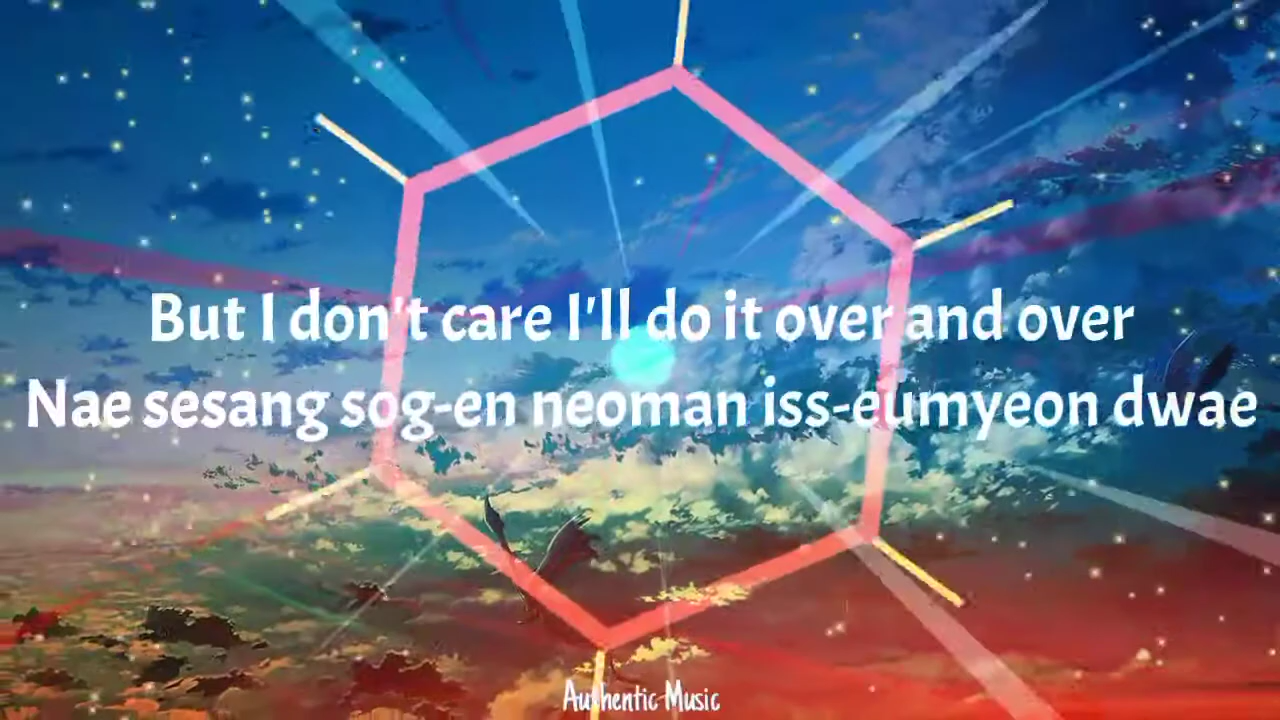 But I don't care I'll do it over and over
Nae sesang sog-en neoman iss-eumyeon dwae
Authentic Music